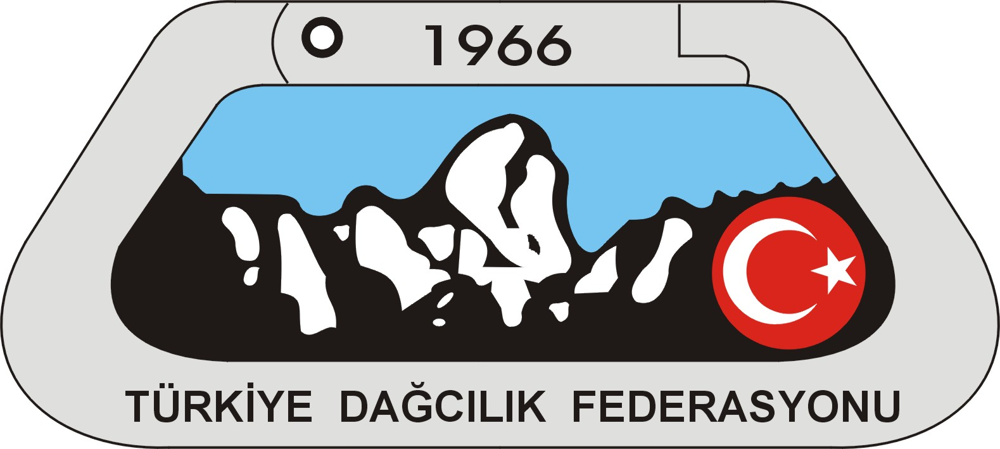 1966
TÜRKİYE DAĞCILIK FEDERASYONU